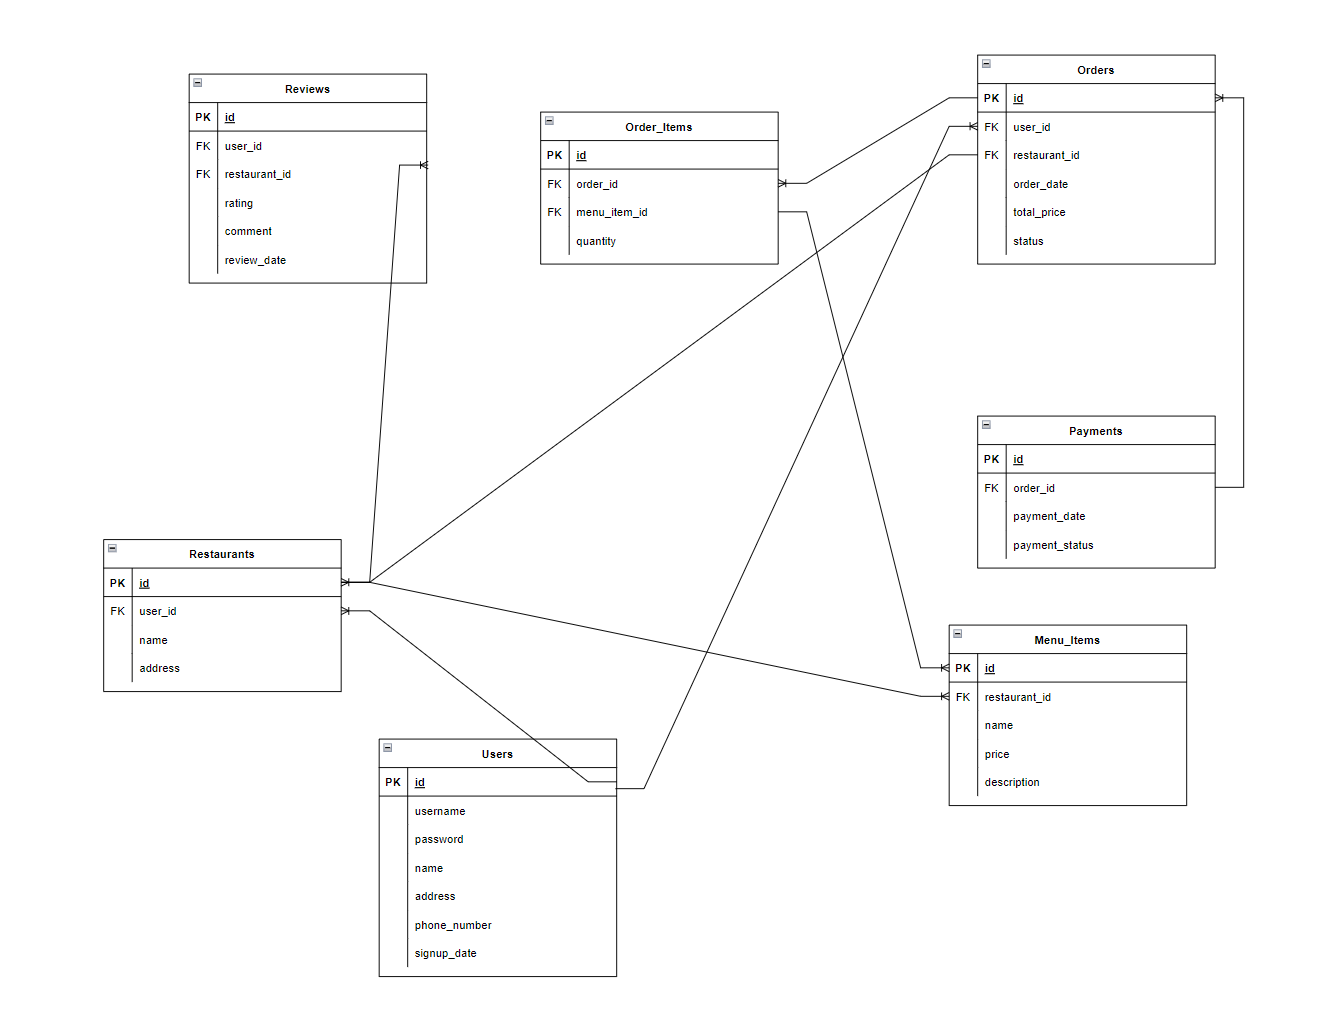 Reviews
PK id
FK user_id
FK restaurant_id
rating
comment
review_date
Order_Items
PK id
FK order_id
FK menu_item_id
quantity
Orders
PK id
FK user_id
FK restaurant_id
order_date
total_price
status
Payments
PK id
FK order_id
payment_date
payment_status
Restaurants
PK id
FK user_id
name
address
Menu_Items
PK id
FK restaurant_id
name
price
description
Users
PK id
username
password
name
address
phone_number
signup_date